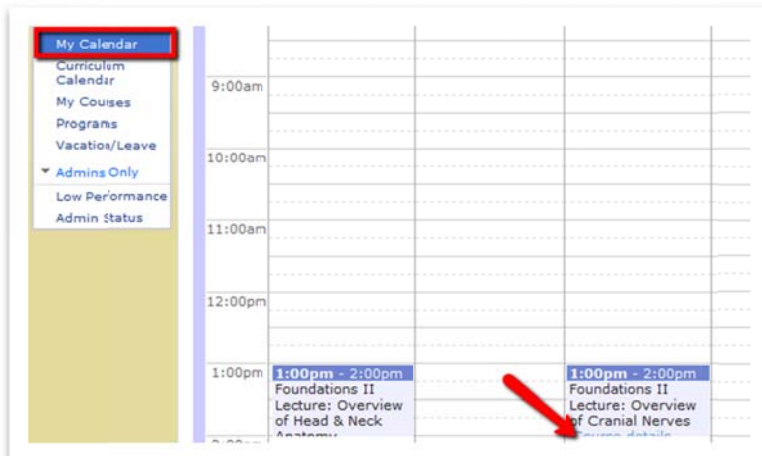 My Calendar
Curriculum
Calendar
My Courses
Programs
Vacation/Leave
Admins Only
Low Performance
Admin Status
9:00am
10:00am
11:00am
12:00pm
1:00pm
1:00pm - 2:00pm
Foundations II
Lecture: Overview
of Head & Neck
Anatomy
1:00pm - 2:00pm
Foundations II
Lecture: Overview
of Cranial Nerves
Course details